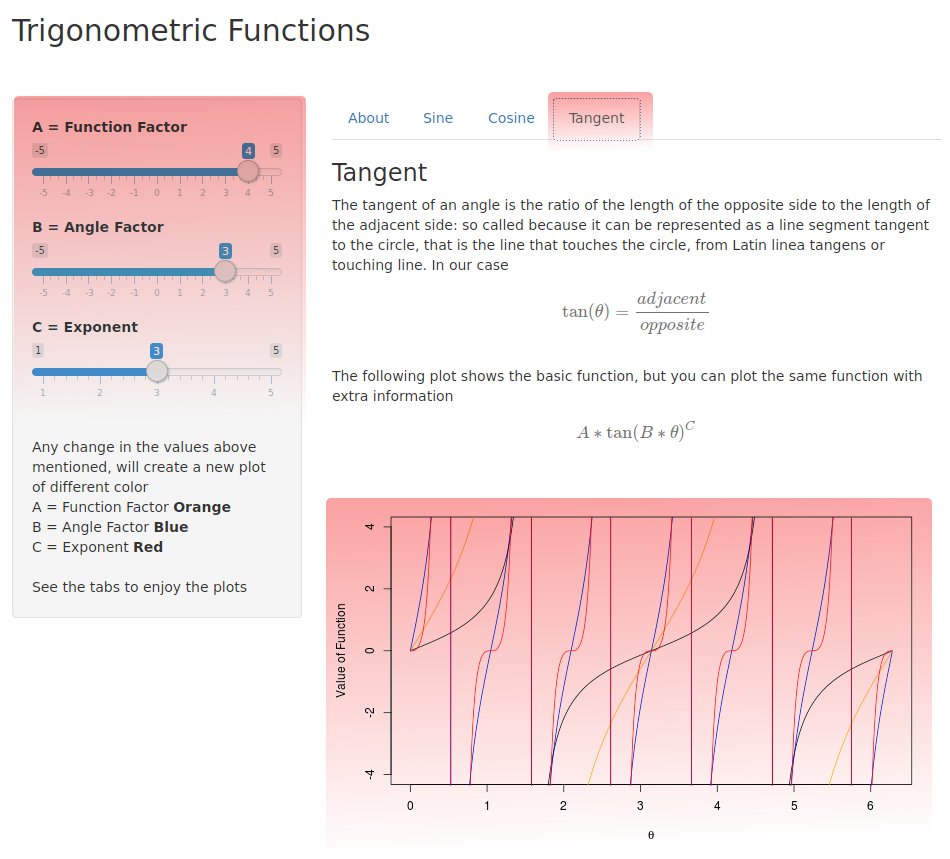 Trigonometric Functions
About Sine Cosine Tangent
A = Function Factor
-5 4 5
-5 -4 -3 -2 -1 0 1 2 3 4 5
B = Angle Factor
-5 3 5
-5 -4 -3 -2 -1 0 1 2 3 4 5
C = Exponent
1 3 5
1 2 3 4 5
Any change in the values above
mentioned, will create a new plot
of different color
A = Function Factor Orange
B = Angle Factor Blue
C = Exponent Red
See the tabs to enjoy the plots
Tangent
The tangent of an angle is the ratio of the length of the opposite side to the length of
the adjacent side: so called because it can be represented as a line segment tangent
to the circle, that is the line that touches the circle, from Latin linea tangens or
touching line. In our case
tan(θ) = adjacent
opposite
The following plot shows the basic function, but you can plot the same function with
extra information
A ∗ tan(B ∗ θ)^C
Value of Function
4
2
0
-2
-4
0 1 2 3 4 5 6
θ